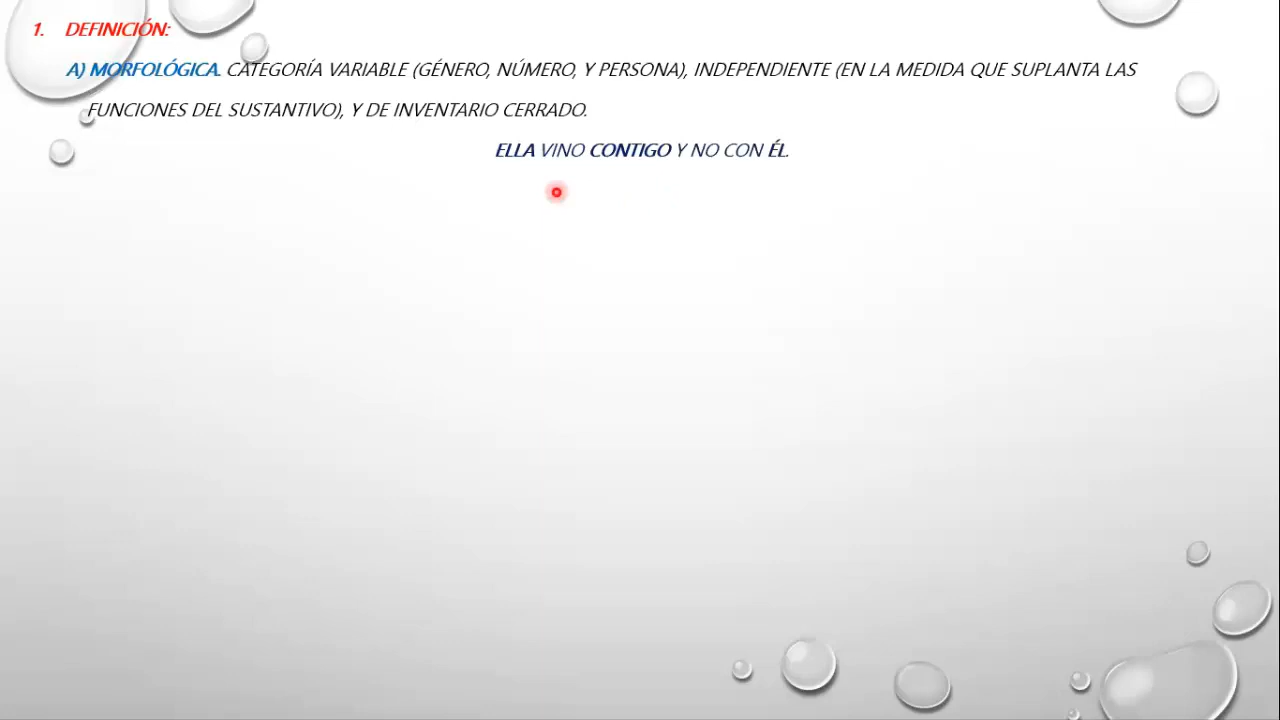 1. DEFINICIÓN:
A) MORFOLÓGICA. CATEGORÍA VARIABLE (GÉNERO, NÚMERO, Y PERSONA), INDEPENDIENTE (EN LA MEDIDA QUE SUPLANTA LAS
FUNCIONES DEL SUSTANTIVO), Y DE INVENTARIO CERRADO.
ELLA VINO CONTIGO Y NO CON ÉL.